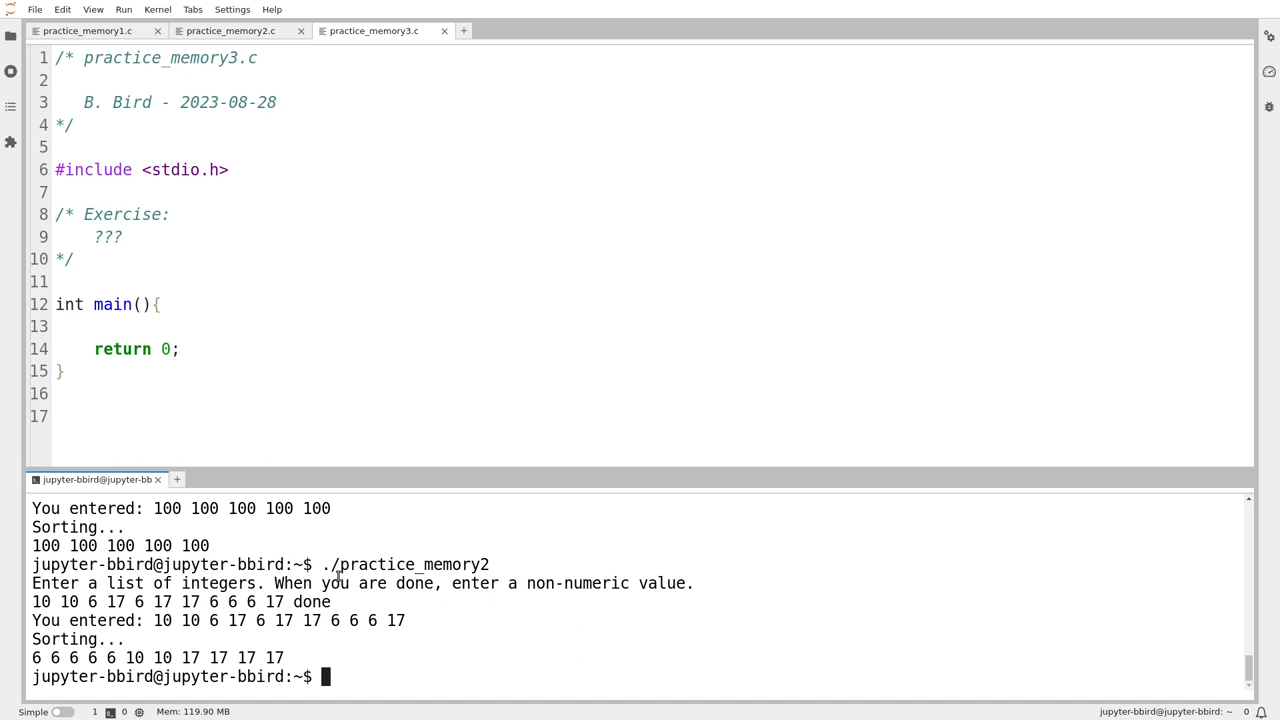 File Edit View Run Kernel Tabs Settings Help
practice_memory1.c practice_memory2.c practice_memory3.c
1 /* practice_memory3.c
2
3 B. Bird - 2023-08-28
4 */
5
6 #include <stdio.h>
7
8 /* Exercise:
9 ???
10 */
11
12 int main(){
13
14 return 0;
15 }
16
17
jupyter-bbird@jupyter-bb
You entered: 100 100 100 100 100
Sorting...
100 100 100 100 100
jupyter-bbird@jupyter-bbird:~$ ./practice_memory2
Enter a list of integers. When you are done, enter a non-numeric value.
10 10 6 17 6 17 17 6 6 6 17 done
You entered: 10 10 6 17 6 17 17 6 6 6 17
Sorting...
6 6 6 6 6 10 10 17 17 17 17
jupyter-bbird@jupyter-bbird:~$
Simple 1 0 Mem: 119.90 MB jupyter-bbird@jupyter-bbird: ~ 0